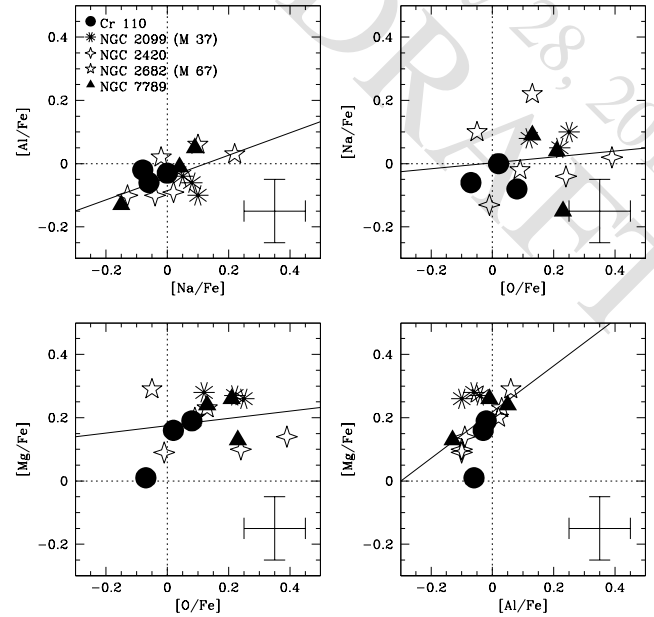 Cr 110
NGC 2099 (M 37)
NGC 2420
NGC 2682 (M 67)
NGC 7789
0.4
0.2
0
−0.2
[Al/Fe]
−0.2 0 0.2 0.4
[Na/Fe]
0.4
0.2
0
−0.2
[Na/Fe]
−0.2 0 0.2 0.4
[O/Fe]
0.4
0.2
0
−0.2
[Mg/Fe]
−0.2 0 0.2 0.4
[O/Fe]
0.4
0.2
0
−0.2
[Mg/Fe]
−0.2 0 0.2 0.4
[Al/Fe]
DRAFT
28, 20